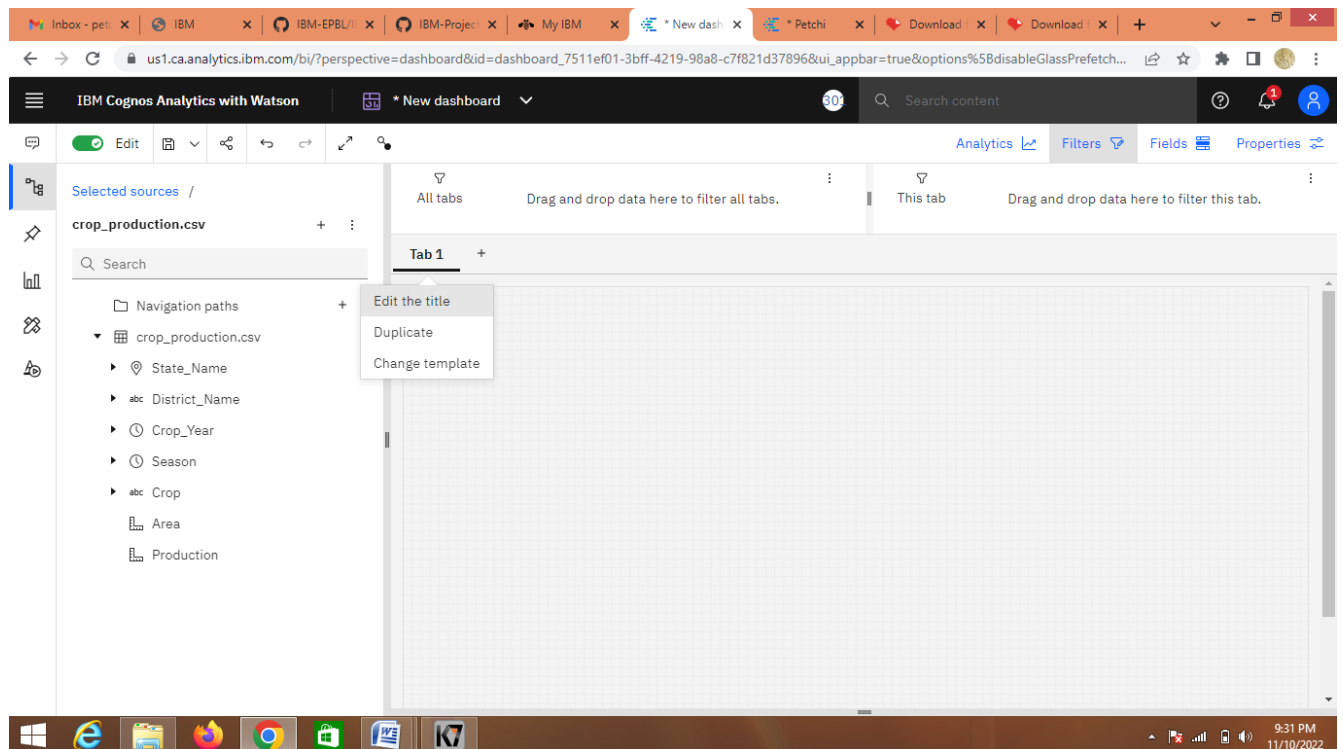 Inbox - pet
IBM
IBM-EPBL/I
IBM-Project
My IBM
* New dash
* Petchi
Download f
Download f
us1.ca.analytics.ibm.com/bi/?perspective=dashboard&id=dashboard_7511ef01-3bff-4219-98a8-c7f821d37896&ui_appbar=true&options%5BdisableGlassPrefetch...
IBM Cognos Analytics with Watson
* New dashboard
301
Search content
1
Edit
Analytics
Filters
Fields
Properties
Selected sources /
All tabs
Drag and drop data here to filter all tabs.
This tab
Drag and drop data here to filter this tab.
crop_production.csv
Tab 1
Search
Edit the title
Duplicate
Change template
Navigation paths
crop_production.csv
State_Name
abc District_Name
Crop_Year
Season
abc Crop
Area
Production
K7
9:31 PM
11/10/2022